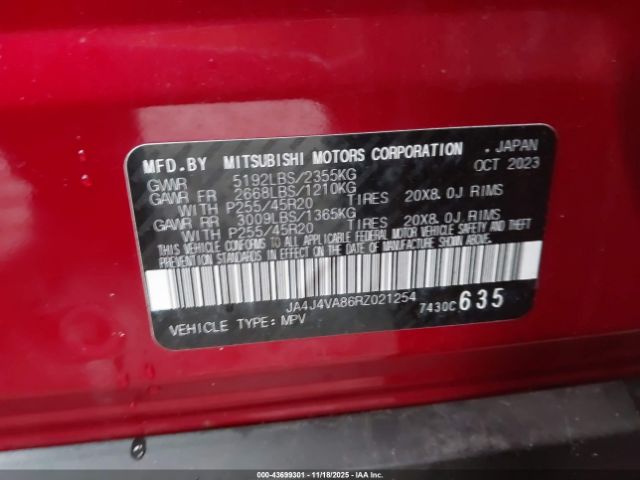 MFD.BY MITSUBISHI MOTORS CORPORATION . JAPAN
GVWR 5192LBS/2355KG OCT 2023
GAWR FR 2668LBS/1210KG
WITH P255/45R20 TIRES 20X8.0J RIMS
GAWR RR 3009LBS/1365KG
WITH P255/45R20 TIRES 20X8.0J RIMS
THIS VEHICLE CONFORMS TO ALL APPLICABLE FEDERAL MOTOR VEHICLE SAFETY AND THEFT
PREVENTION STANDARDS IN EFFECT ON THE DATE OF MANUFACTURE SHOWN ABOVE.
JA4J4VA86RZ021254
7430C 635
VEHICLE TYPE: MPV
000-43699301 - 11/18/2025 - IAAI.CA